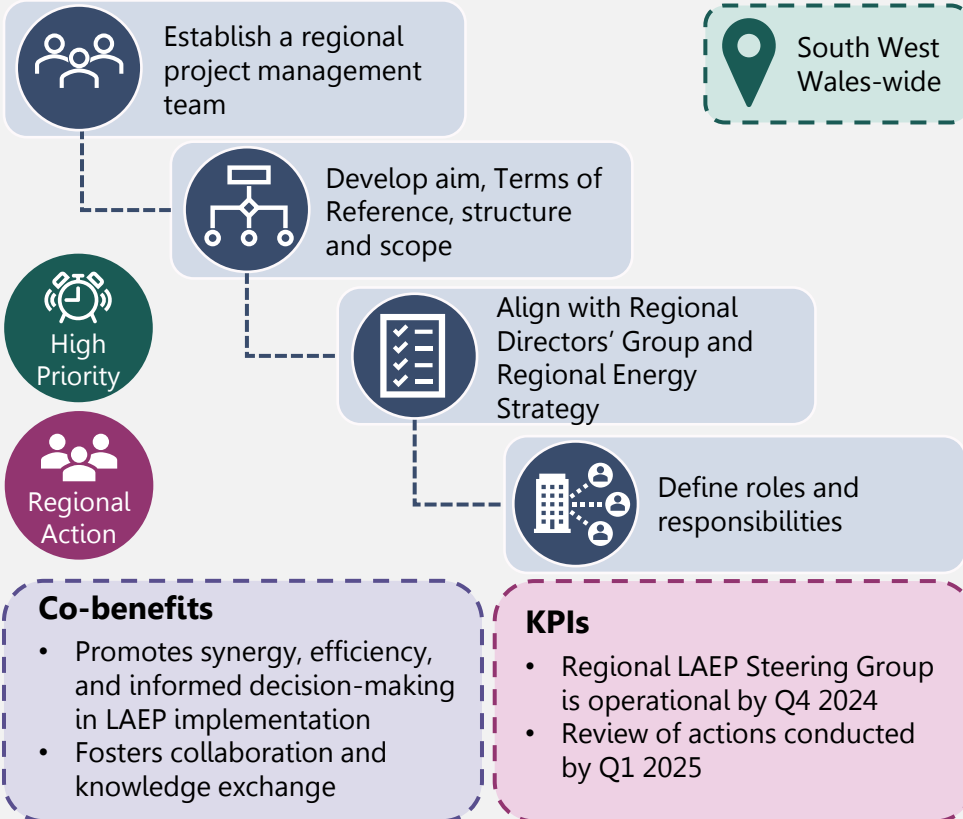 Establish a regional
project management
team
South West
Wales-wide
Develop aim, Terms of
Reference, structure
and scope
High
Priority
Align with Regional
Directors’ Group and
Regional Energy
Strategy
Regional
Action
Define roles and
responsibilities
Co-benefits
• Promotes synergy, efficiency,
and informed decision-making
in LAEP implementation
• Fosters collaboration and
knowledge exchange
KPIs
• Regional LAEP Steering Group
is operational by Q4 2024
• Review of actions conducted
by Q1 2025